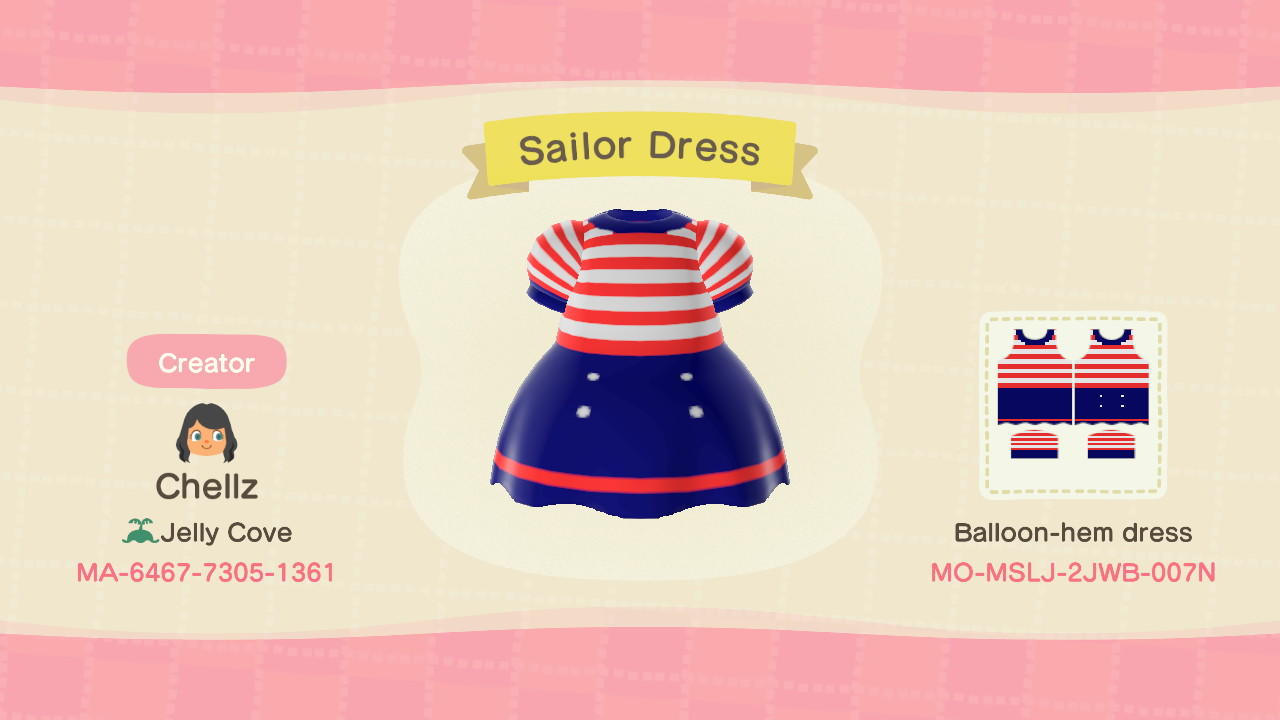 Sailor Dress
Creator
Chellz
Jelly Cove
MA-6467-7305-1361
Balloon-hem dress
MO-MSLJ-2JWB-007N